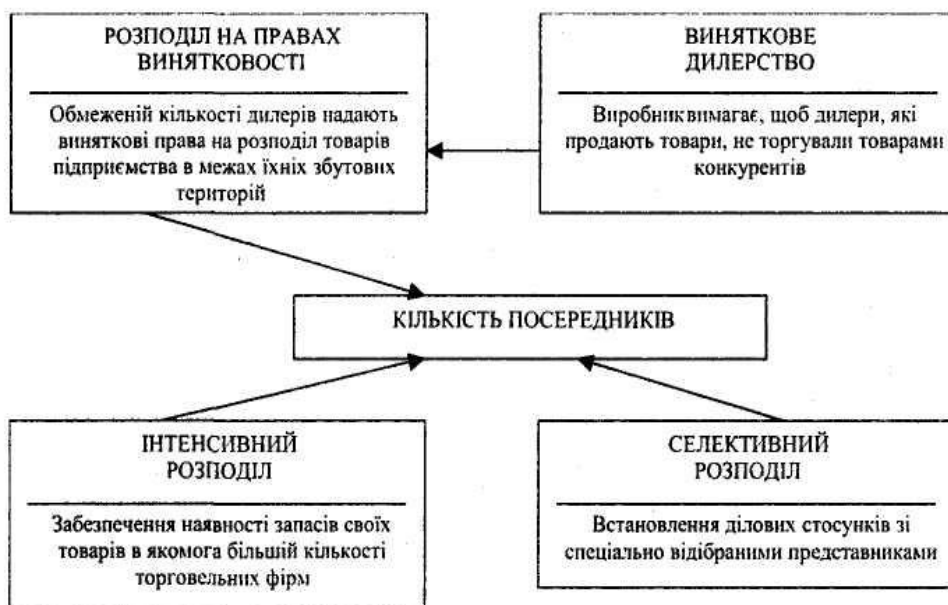 РОЗПОДІЛ НА ПРАВАХ
ВИНЯТКОВОСТІ
Обмеженій кількості дилерів надають
виняткові права на розподіл товарів
підприємства в межах їхніх збутових
територій
ВИНЯТКОВЕ
ДИЛЕРСТВО
Виробниквимагає, щоб дилери, які
продають товари, не торгували товарами
конкурентів
КІЛЬКІСТЬ ПОСЕРЕДНИКІВ
ІНТЕНСИВНИЙ
РОЗПОДІЛ
Забезпечення наявності запасів своїх
товарів в якомога більшій кількості
торговельних фірм
СЕЛЕКТИВНИЙ
РОЗПОДІЛ
Встановлення ділових стосунків зі
спеціально відібраними представниками